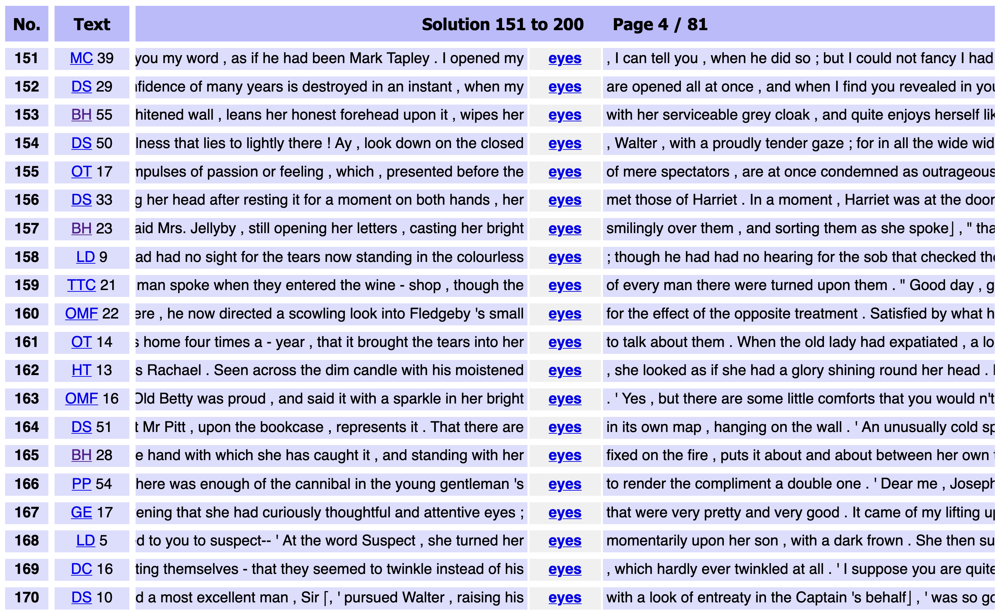 No. Text Solution 151 to 200 Page 4 / 81
151 MC 39 you my word , as if he had been Mark Tapley . I opened my eyes , I can tell you , when he did so ; but I could not fancy I had
152 DS 29 nfidence of many years is destroyed in an instant , when my eyes are opened all at once , and when I find you revealed in you
153 BH 55 hitened wall , leans her honest forehead upon it , wipes her eyes with her serviceable grey cloak , and quite enjoys herself lik
154 DS 50 lness that lies to lightly there ! Ay , look down on the closed eyes , Walter , with a proudly tender gaze ; for in all the wide wid
155 OT 17 mpulses of passion or feeling , which , presented before the eyes of mere spectators , are at once condemned as outrageous
156 DS 33 g her head after resting it for a moment on both hands , her eyes met those of Harriet . In a moment , Harriet was at the door
157 BH 23 aid Mrs. Jellyby , still opening her letters , casting her bright eyes smilingly over them , and sorting them as she spoke⌋ , " tha
158 LD 9 ad had no sight for the tears now standing in the colourless eyes ; though he had had no hearing for the sob that checked the
159 TTC 21 man spoke when they entered the wine - shop , though the eyes of every man there were turned upon them . " Good day , g
160 OMF 22 ere , he now directed a scowling look into Fledgeby 's small eyes for the effect of the opposite treatment . Satisfied by what h
161 OT 14 s home four times a - year , that it brought the tears into her eyes to talk about them . When the old lady had expatiated , a lo
162 HT 13 s Rachael . Seen across the dim candle with his moistened eyes , she looked as if she had a glory shining round her head .
163 OMF 16 Old Betty was proud , and said it with a sparkle in her bright eyes . ' Yes , but there are some little comforts that you would n't
164 DS 51 t Mr Pitt , upon the bookcase , represents it . That there are eyes in its own map , hanging on the wall . ' An unusually cold sp
165 BH 28 e hand with which she has caught it , and standing with her eyes fixed on the fire , puts it about and about between her own
166 PP 54 here was enough of the cannibal in the young gentleman 's eyes to render the compliment a double one . ' Dear me , Joseph
167 GE 17 ening that she had curiously thoughtful and attentive eyes ; eyes that were very pretty and very good . It came of my lifting up
168 LD 5 d to you to suspect-- ' At the word Suspect , she turned her eyes momentarily upon her son , with a dark frown . She then su
169 DC 16 ting themselves - that they seemed to twinkle instead of his eyes , which hardly ever twinkled at all . ' I suppose you are quite
170 DS 10 d a most excellent man , Sir ⌈, ' pursued Walter , raising his eyes with a look of entreaty in the Captain 's behalf⌋ , ' was so go